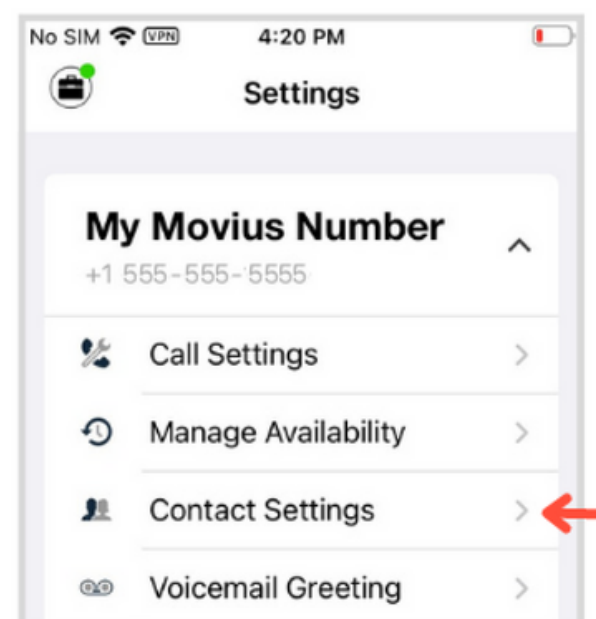 No SIM VPN 4:20 PM
Settings
My Movius Number
+1 555-555-5555
Call Settings
Manage Availability
Contact Settings
Voicemail Greeting